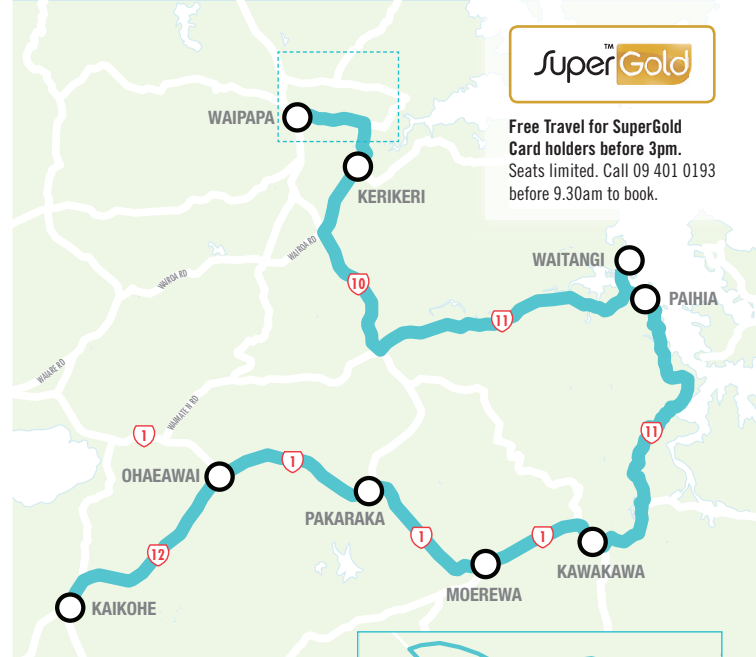 Super Gold
TM
Free Travel for SuperGold
Card holders before 3pm.
Seats limited. Call 09 401 0193
before 9.30am to book.
WAIPAPA
KERIKERI
WAITANGI
PAIHIA
WAIROA RD
WAIROA RD
10
11
WAIARE RD
WAIMATE N RD
1
11
OHAEAWAI
1
PAKARAKA
12
1
1
KAWAKAWA
MOEREWA
KAIKOHE